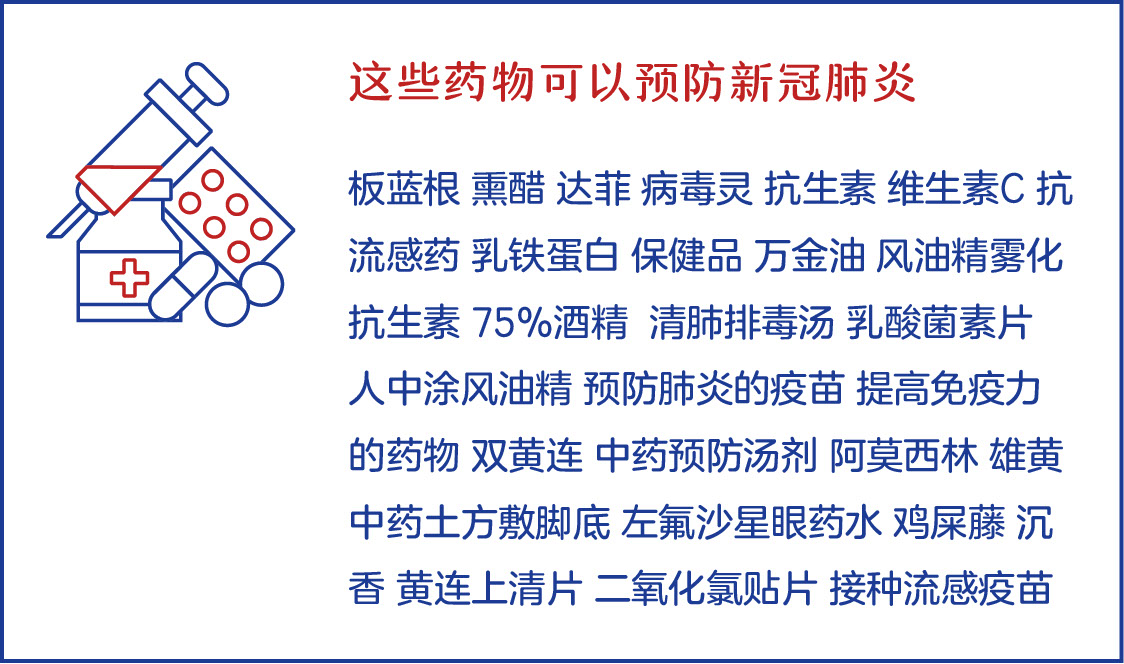 这些药物可以预防新冠肺炎
板蓝根 熏醋 达菲 病毒灵 抗生素 维生素C 抗
流感药 乳铁蛋白 保健品 万金油 风油精雾化
抗生素 75%酒精 清肺排毒汤 乳酸菌素片
人中涂风油精 预防肺炎的疫苗 提高免疫力
的药物 双黄连 中药预防汤剂 阿莫西林 雄黄
中药土方敷脚底 左氟沙星眼药水 鸡屎藤 沉
香 黄连上清片 二氧化氯贴片 接种流感疫苗